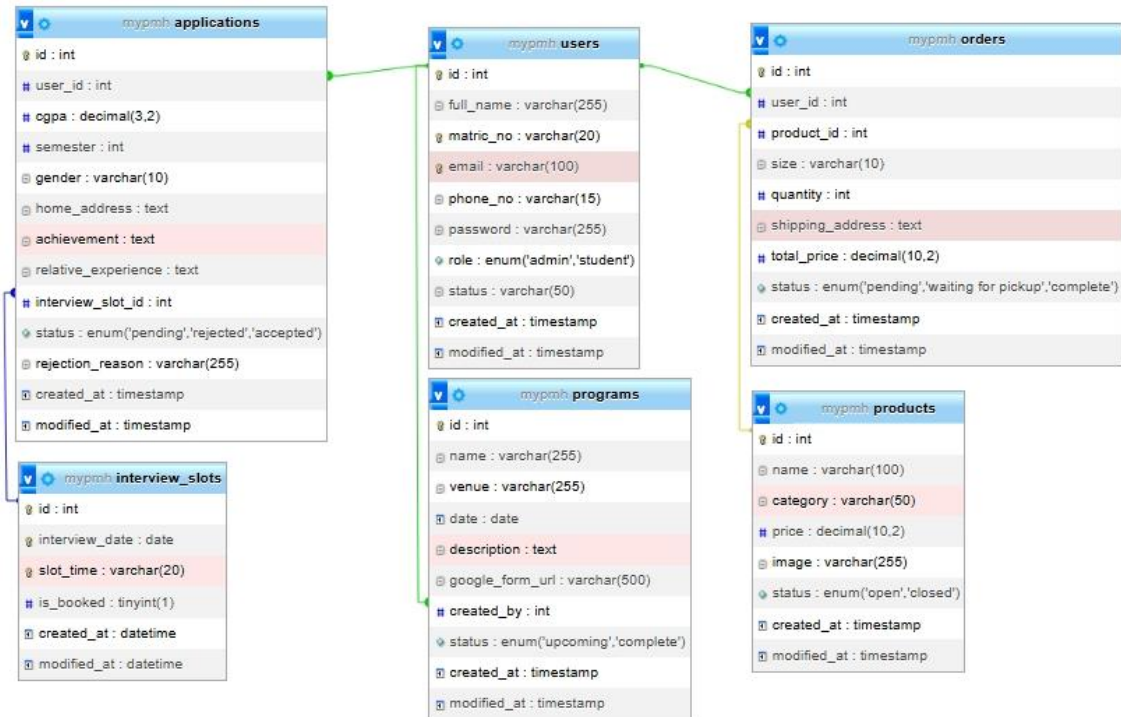 mypmh applications
id : int
user_id : int
cgpa : decimal(3,2)
semester : int
gender : varchar(10)
home_address : text
achievement : text
relative_experience : text
interview_slot_id : int
status : enum('pending','rejected','accepted')
rejection_reason : varchar(255)
created_at : timestamp
modified_at : timestamp
mypmh interview_slots
id : int
interview_date : date
slot_time : varchar(20)
is_booked : tinyint(1)
created_at : datetime
modified_at : datetime
mypmh users
id : int
full_name : varchar(255)
matric_no : varchar(20)
email : varchar(100)
phone_no : varchar(15)
password : varchar(255)
role : enum('admin','student')
status : varchar(50)
created_at : timestamp
modified_at : timestamp
mypmh programs
id : int
name : varchar(255)
venue : varchar(255)
date : date
description : text
google_form_url : varchar(500)
created_by : int
status : enum('upcoming','complete')
created_at : timestamp
modified_at : timestamp
mypmh orders
id : int
user_id : int
product_id : int
size : varchar(10)
quantity : int
shipping_address : text
total_price : decimal(10,2)
status : enum('pending','waiting for pickup','complete')
created_at : timestamp
modified_at : timestamp
mypmh products
id : int
name : varchar(100)
category : varchar(50)
price : decimal(10,2)
image : varchar(255)
status : enum('open','closed')
created_at : timestamp
modified_at : timestamp